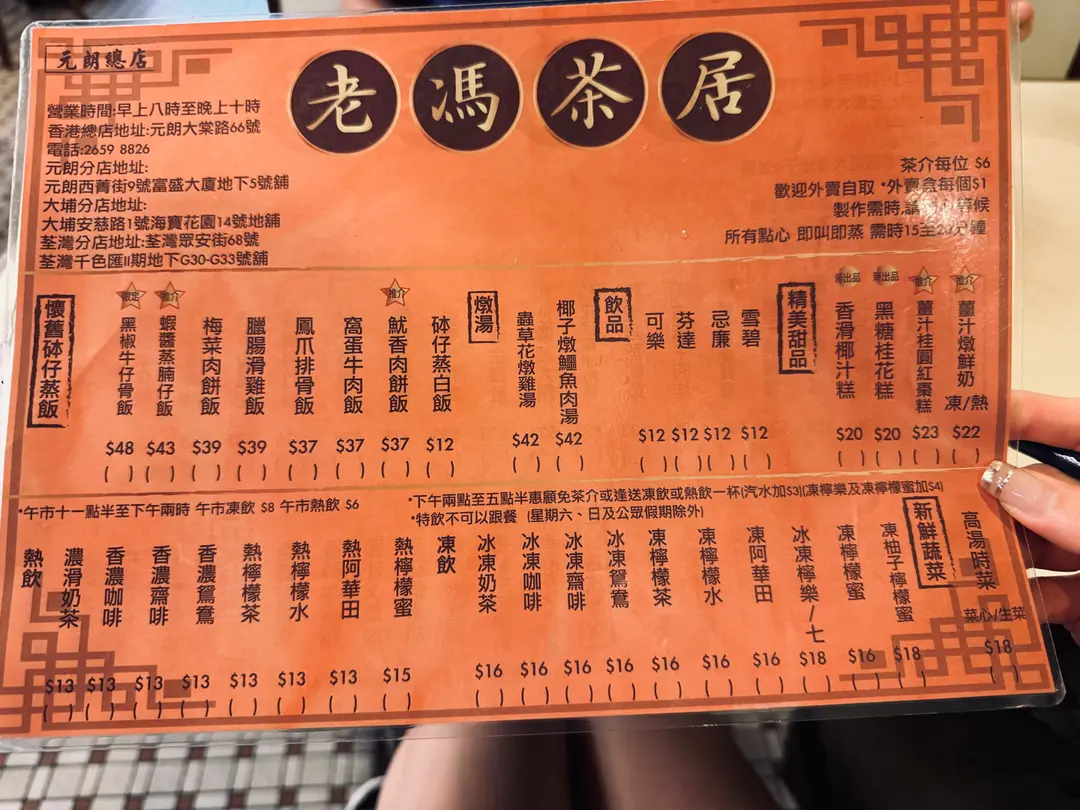 元朗總店
老馮茶居
營業時間:早上八時至晚上十時
香港總店地址:元朗大棠路66號
電話:2659 8826
元朗分店地址:
元朗西菁街9號富盛大廈地下5號舖
大埔分店地址:
大埔安慈路1號海寶花園14號地舖
荃灣分店地址:荃灣眾安街68號
荃灣千色匯II期地下G30-G33號舖
茶介每位 $6
歡迎外賣自取 *外賣盒每個$1
製作需時,請 候
所有點心 即叫即蒸 需時15至20分鐘
懷舊砵仔蒸飯
黑椒牛仔骨飯 $48 ( )
推介 蝦醬蒸腩仔飯 $43 ( )
梅菜肉餅飯 $39 ( )
臘腸滑雞飯 $39 ( )
鳳爪排骨飯 $37 ( )
窩蛋牛肉飯 $37 ( )
推介 魷香肉餅飯 $37 ( )
砵仔蒸白飯 $12 ( )
燉湯
蟲草花燉雞湯 $42 ( )
椰子燉鱷魚肉湯 $42 ( )
飲品
可樂 $12 ( )
芬達 $12 ( )
忌廉 $12 ( )
雪碧 $12 ( )
精美甜品
新出品 香滑椰汁糕 $20 ( )
新出品 黑糖桂花糕 $20 ( )
推介 薑汁桂圓紅棗糕 $23 ( )
推介 薑汁燉鮮奶 凍/熱 $22 ( )
*午市十一點半至下午兩時 午市凍飲 $8 午市熱飲 $6
*下午兩點至五點半惠顧免茶介或逢送凍飲或熱飲一杯(汽水加$3)(凍檸樂及凍檸檬蜜加$4)
*特飲不可以跟餐 (星期六、日及公眾假期除外)
熱飲
濃滑奶茶 $13 ( )
香濃咖啡 $13 ( )
香濃齋啡 $13 ( )
香濃鴛鴦 $13 ( )
熱檸檬茶 $13 ( )
熱檸檬水 $13 ( )
熱阿華田 $13 ( )
熱檸檬蜜 $15 ( )
凍飲
冰凍奶茶 $16 ( )
冰凍咖啡 $16 ( )
冰凍齋啡 $16 ( )
冰凍鴛鴦 $16 ( )
凍檸檬茶 $16 ( )
凍檸檬水 $16 ( )
凍阿華田 $16 ( )
冰凍檸樂/七 $18 ( )
凍檸檬蜜 $16 ( )
凍柚子檸檬蜜 $18 ( )
新鮮蔬菜
高湯時菜 菜心/生菜 $18 ( )